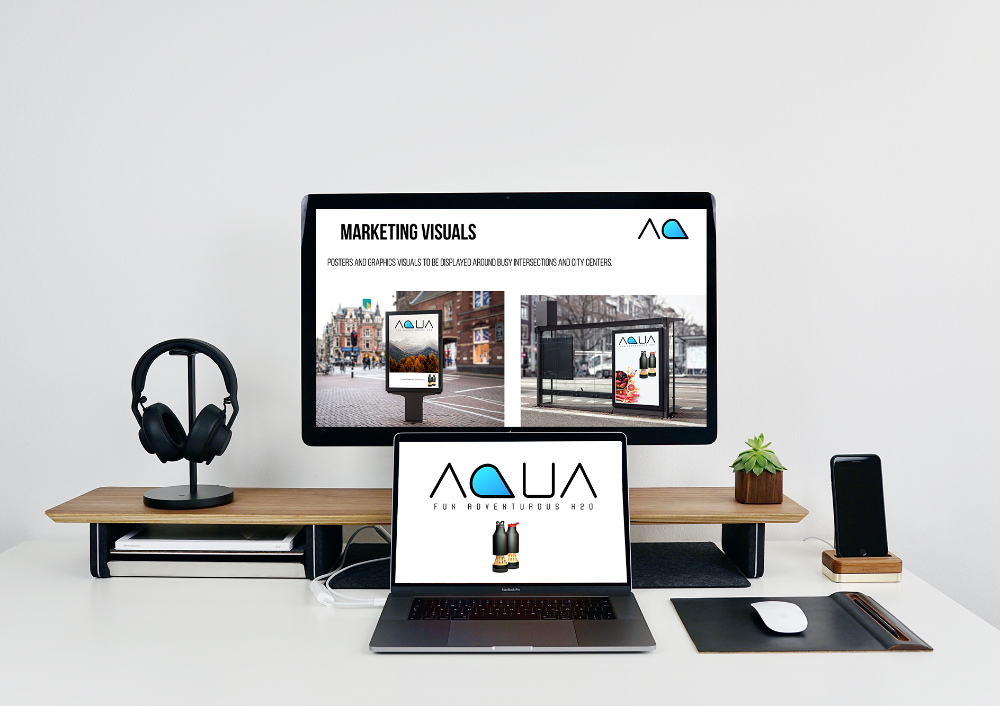 MARKETING VISUALS
POSTERS AND GRAPHICS VISUALS TO BE DISPLAYED AROUND BUSY INTERSECTIONS AND CITY CENTERS.
AQUA
AQUA
AQUA
FUN ADVENTUROUS H2O
MacBook Pro